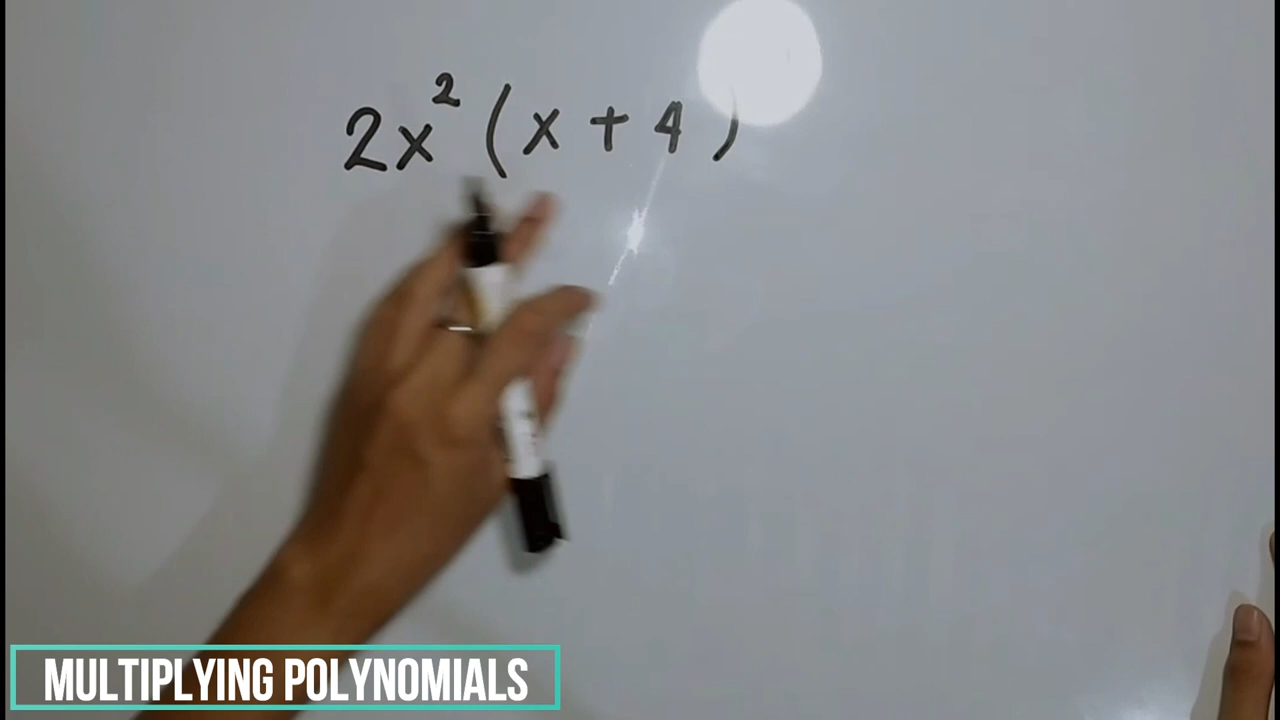 2x² (x + 4)
MULTIPLYING POLYNOMIALS